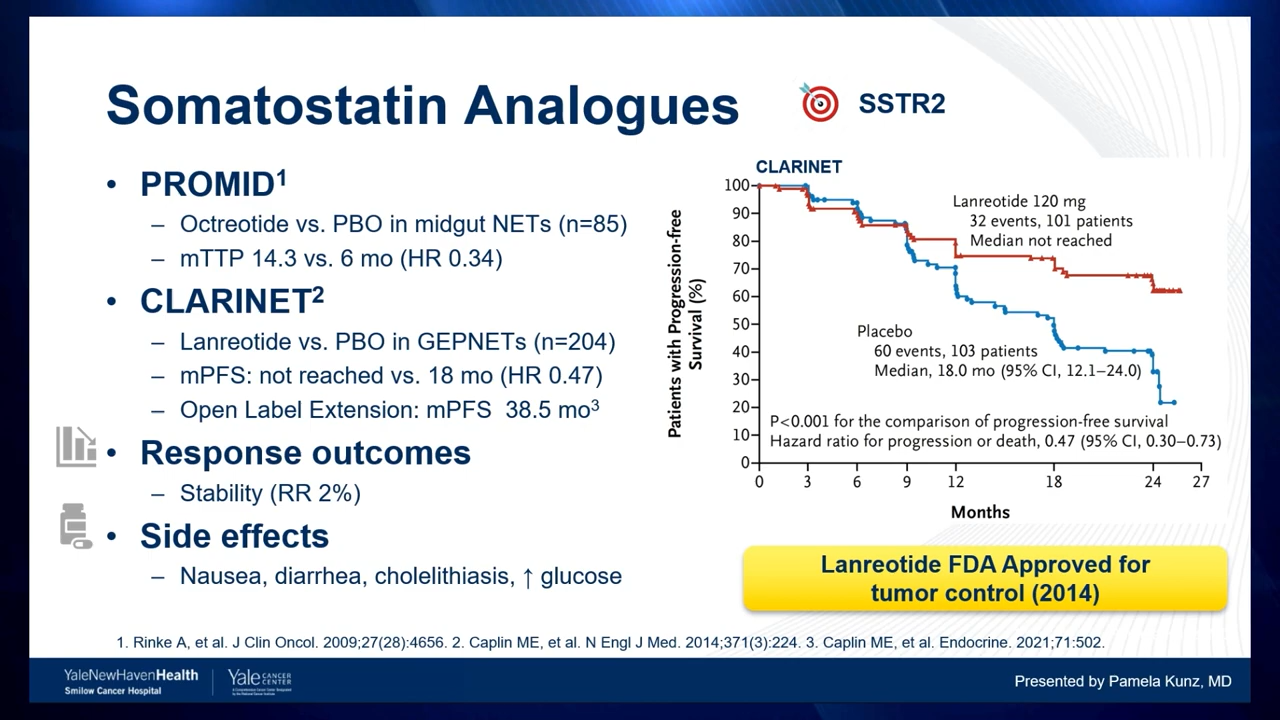 Somatostatin Analogues
SSTR2
• PROMID1
– Octreotide vs. PBO in midgut NETs (n=85)
– mTTP 14.3 vs. 6 mo (HR 0.34)
• CLARINET2
– Lanreotide vs. PBO in GEPNETs (n=204)
– mPFS: not reached vs. 18 mo (HR 0.47)
– Open Label Extension: mPFS 38.5 mo3
• Response outcomes
– Stability (RR 2%)
• Side effects
– Nausea, diarrhea, cholelithiasis, ↑ glucose
CLARINET
Patients with Progression-free
Survival (%)
100
90
80
70
60
50
40
30
20
10
0
Lanreotide 120 mg
32 events, 101 patients
Median not reached
Placebo
60 events, 103 patients
Median, 18.0 mo (95% CI, 12.1–24.0)
P<0.001 for the comparison of progression-free survival
Hazard ratio for progression or death, 0.47 (95% CI, 0.30–0.73)
0 3 6 9 12 18 24 27
Months
Lanreotide FDA Approved for
tumor control (2014)
1. Rinke A, et al. J Clin Oncol. 2009;27(28):4656. 2. Caplin ME, et al. N Engl J Med. 2014;371(3):224. 3. Caplin ME, et al. Endocrine. 2021;71:502.
YaleNewHavenHealth
Smilow Cancer Hospital
Yale CANCER
CENTER
Presented by Pamela Kunz, MD